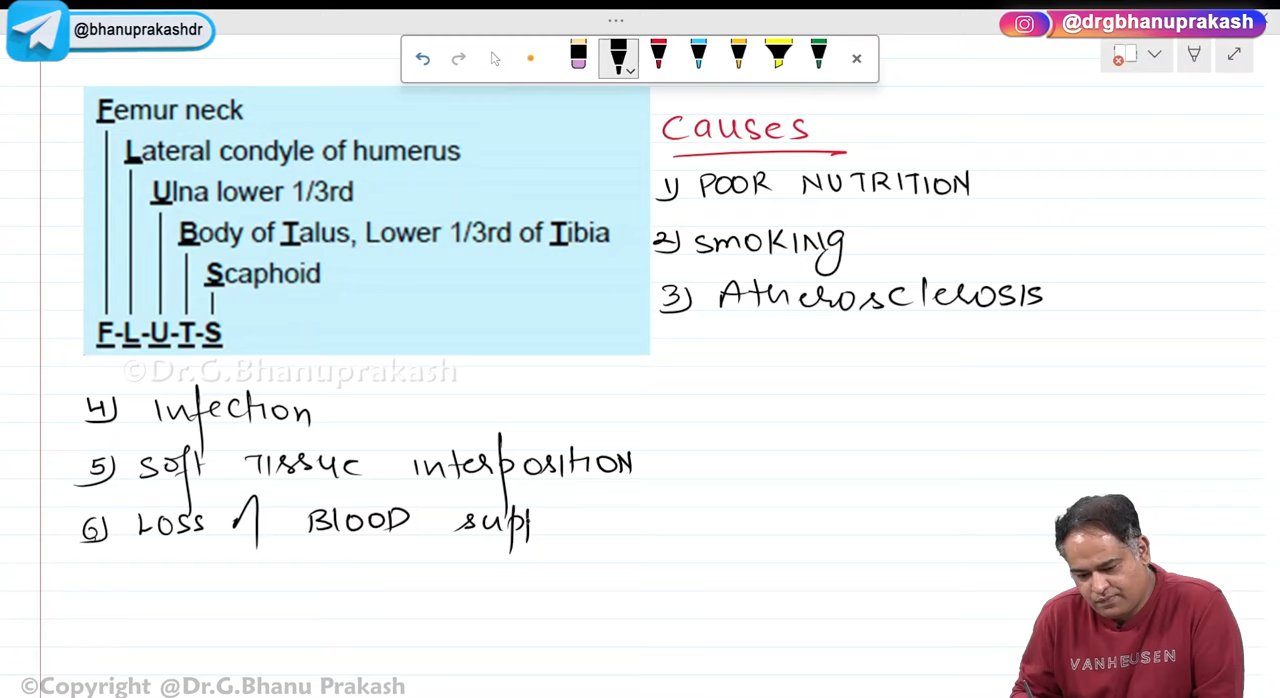 @bhanuprakashdr
@drgbhanuprakash
Femur neck
Lateral condyle of humerus
Ulna lower 1/3rd
Body of Talus, Lower 1/3rd of Tibia
Scaphoid
F-L-U-T-S
Causes
1) POOR NUTRITION
2) SMOKING
3) Atherosclerosis
©Dr.G.Bhanuprakash
4) Infection
5) Soft TISSUE interposition
6) LOSS of BLOOD supp
VANHEUSEN
©Copyright @Dr.G.Bhanu Prakash